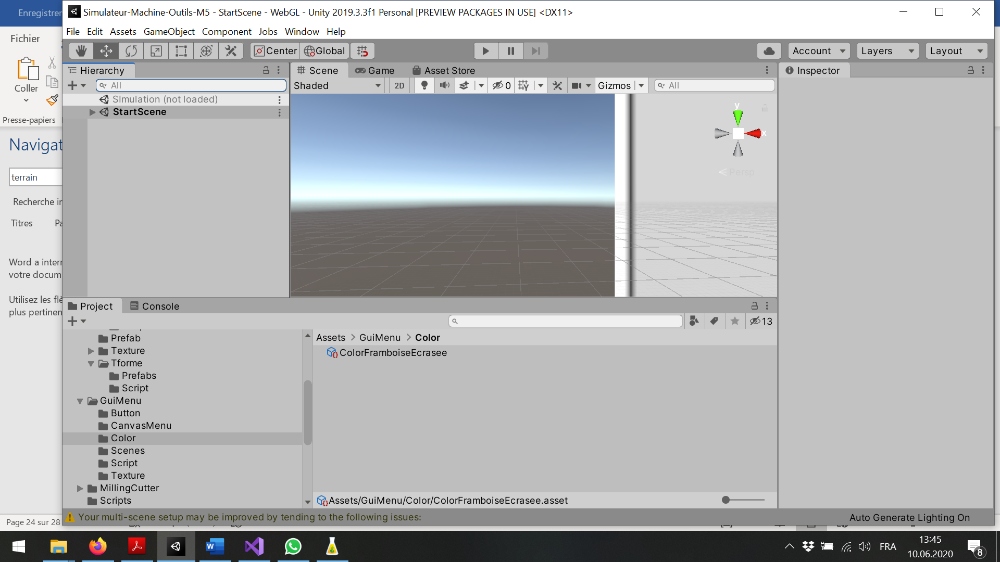 Enregistrer
Simulateur-Machine-Outils-M5 - StartScene - WebGL - Unity 2019.3.3f1 Personal [PREVIEW PACKAGES IN USE] <DX11>
File Edit Assets GameObject Component Jobs Window Help
Fichier
Center Global Account Layers Layout
Hierarchy Scene Game Asset Store Inspector
All Shaded 2D 0 Gizmos All
Coller
SImulation (not loaded)
StartScene
y
x
Persp
Presse-papiers
Navigat
terrain
Recherche in
Titres Pa
Word a interr
votre docum
Utilisez les flè
plus pertinen
Project Console
13
Assets > GuiMenu > Color
ColorFramboiseEcrasee
Prefab
Texture
Tforme
Prefabs
Script
GuiMenu
Button
CanvasMenu
Color
Scenes
Script
Texture
MillingCutter
Scripts
Assets/GuiMenu/Color/ColorFramboiseEcrasee.asset
Your multi-scene setup may be improved by tending to the following issues:
Auto Generate Lighting On
Page 24 sur 28
FRA
13:45
10.06.2020
8